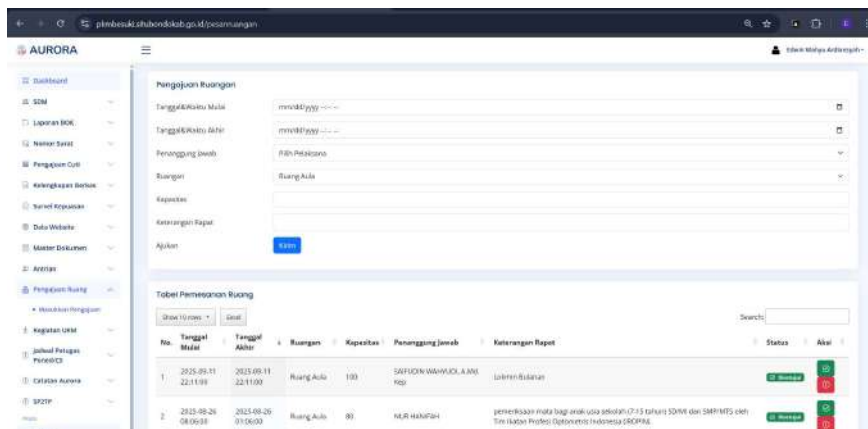 pkmbesuki.situbondokab.go.id/pesanruangan
AURORA
Dashboard
SDM
Laporan BOK
Nomor Surat
Pengajuan Cuti
Kelengkapan Berkas
Survei Kepuasan
Data Website
Master Dokumen
Antrian
Pengajuan Ruang
Masukkan Pengajuan
Kegiatan UKM
Jadwal Petugas
Catatan Aurora
SP2TP
Pengajuan Ruangan
Tanggal&Waktu Mulai mm/dd/yyyy --:-- --
Tanggal&Waktu Akhir mm/dd/yyyy --:-- --
Penanggung Jawab Pilih Pelaksana
Ruangan Ruang Aula
Kapasitas
Keterangan Rapat
Ajukan Kirim
Tabel Pemesanan Ruang
Show 10 rows Excel Search:
No. Tanggal Mulai Tanggal Akhir Ruangan Kapasitas Penanggung Jawab Keterangan Rapat Status Aksi
1 2025-09-11 22:11:00 2025-09-11 22:11:00 Ruang Aula 100 Lokmin Bulanan
2 2025-08-26 08:06:00 2025-08-26 01:06:00 Ruang Aula 80 NUR HANIFAH pemeriksaan mata bagi anak usia sekolah (7-15 tahun) SD/MI dan SMP/MTS oleh
Tim Ikatan Profesi Optometris Indonesia